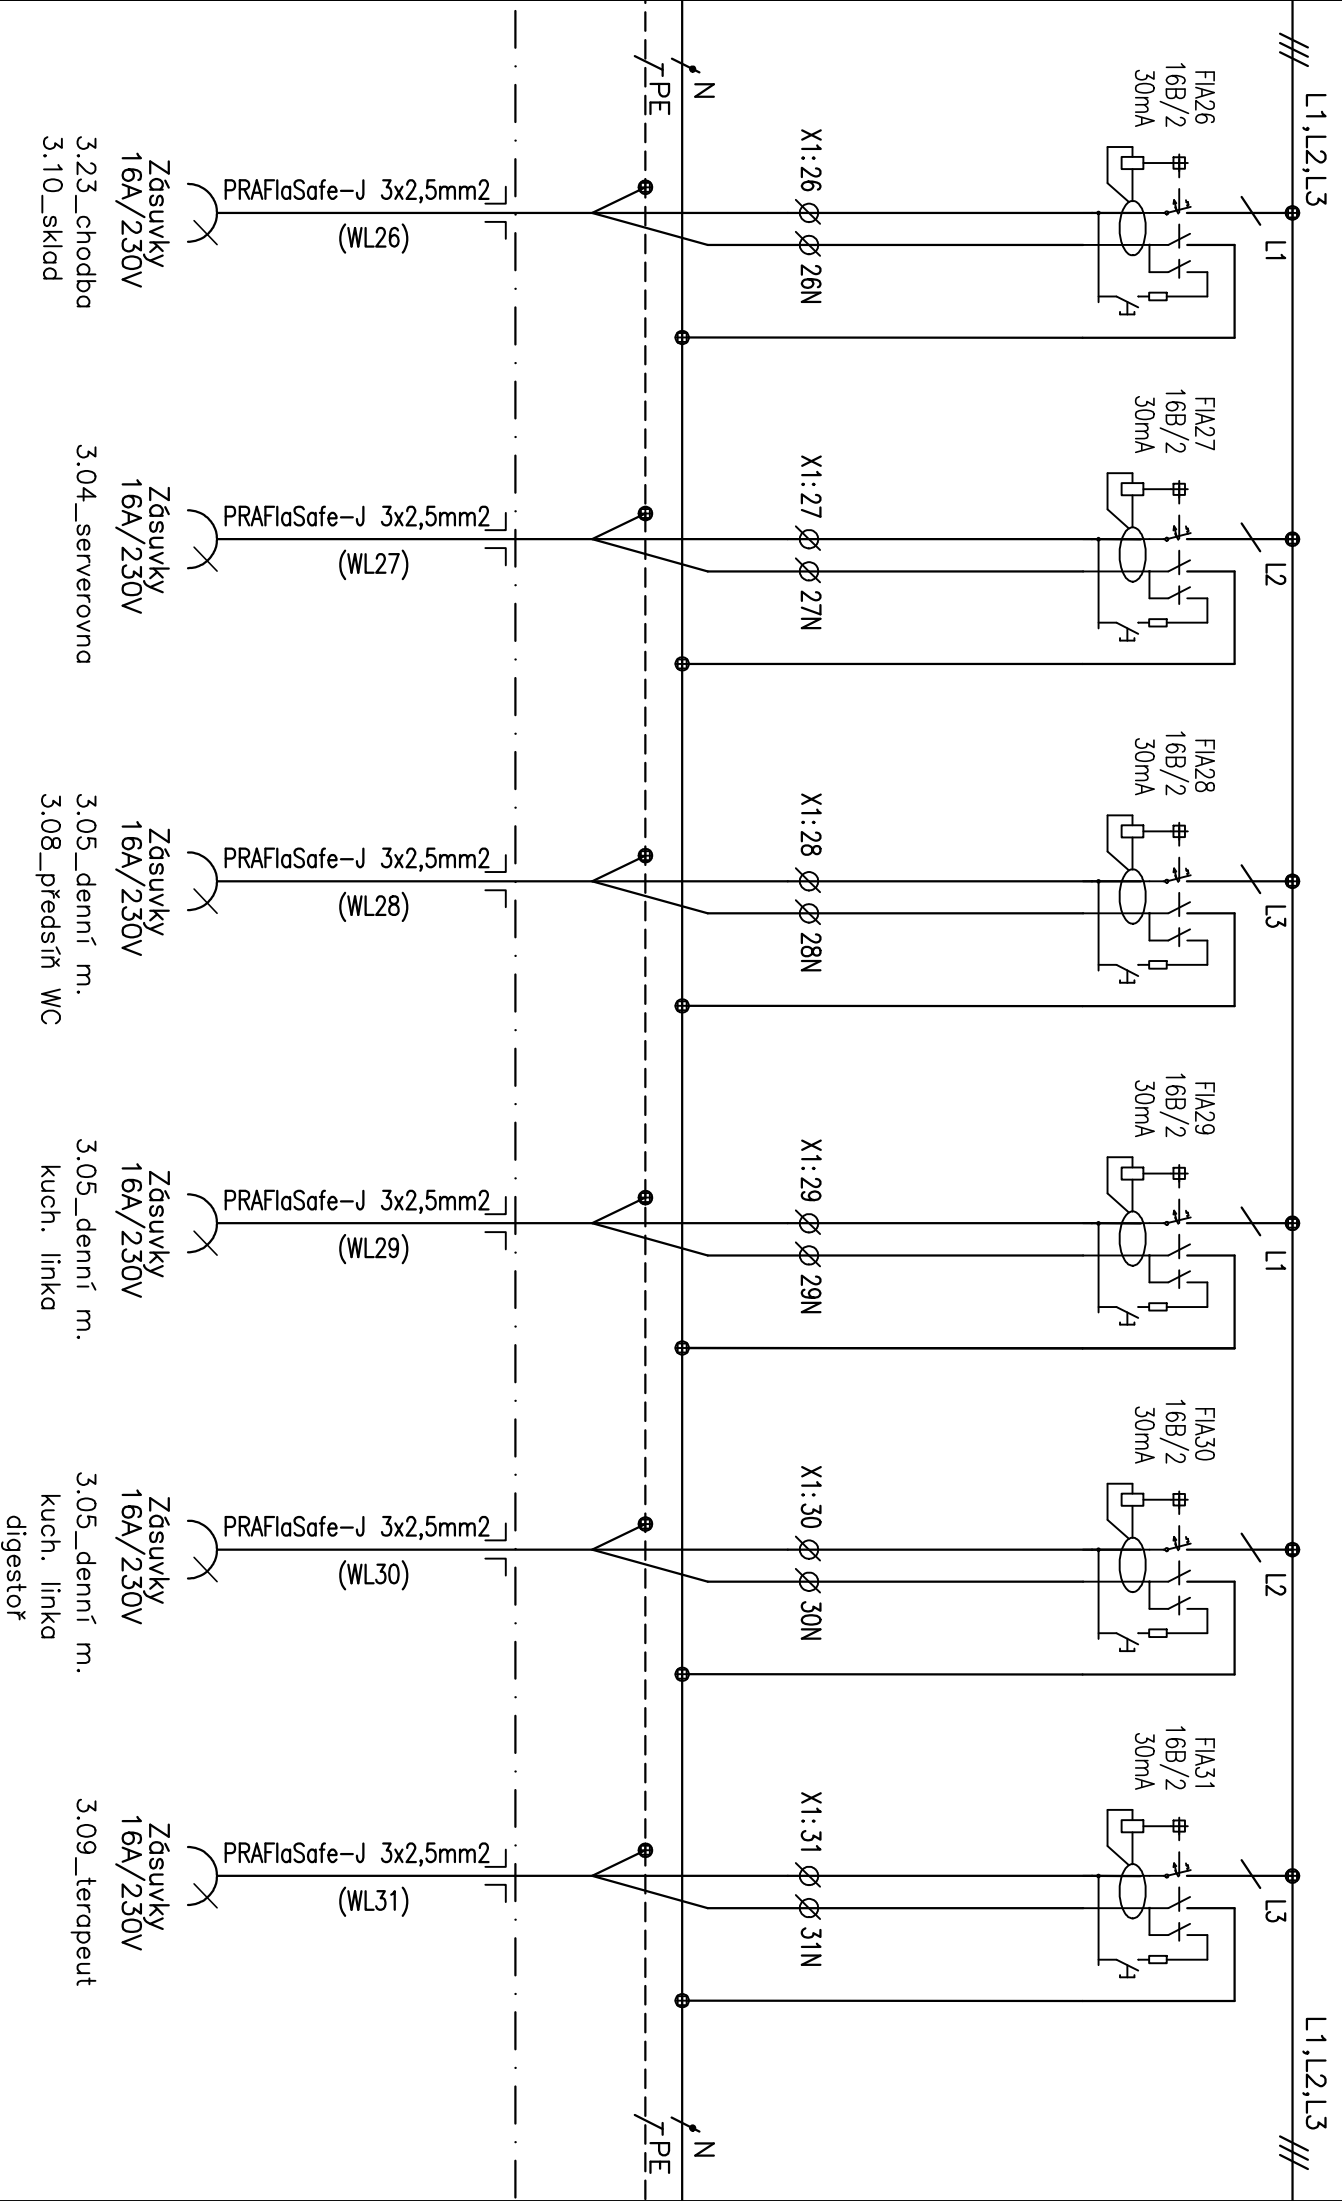 L1,L2,L3
L1,L2,L3
FIA26
16B/2
30mA
L1
X1:26
26N
N
PE
PRAFlaSafe-J 3x2,5mm2
(WL26)
Zásuvky
16A/230V
3.23_chodba
3.10_sklad
FIA27
16B/2
30mA
L2
X1:27
27N
PRAFlaSafe-J 3x2,5mm2
(WL27)
Zásuvky
16A/230V
3.04_serverovna
FIA28
16B/2
30mA
L3
X1:28
28N
PRAFlaSafe-J 3x2,5mm2
(WL28)
Zásuvky
16A/230V
3.05_denní m.
3.08_předsíň WC
FIA29
16B/2
30mA
L1
X1:29
29N
PRAFlaSafe-J 3x2,5mm2
(WL29)
Zásuvky
16A/230V
3.05_denní m.
kuch. linka
FIA30
16B/2
30mA
L2
X1:30
30N
PRAFlaSafe-J 3x2,5mm2
(WL30)
Zásuvky
16A/230V
3.05_denní m.
kuch. linka
digestoř
FIA31
16B/2
30mA
L3
X1:31
31N
PRAFlaSafe-J 3x2,5mm2
(WL31)
Zásuvky
16A/230V
3.09_terapeut
N
PE